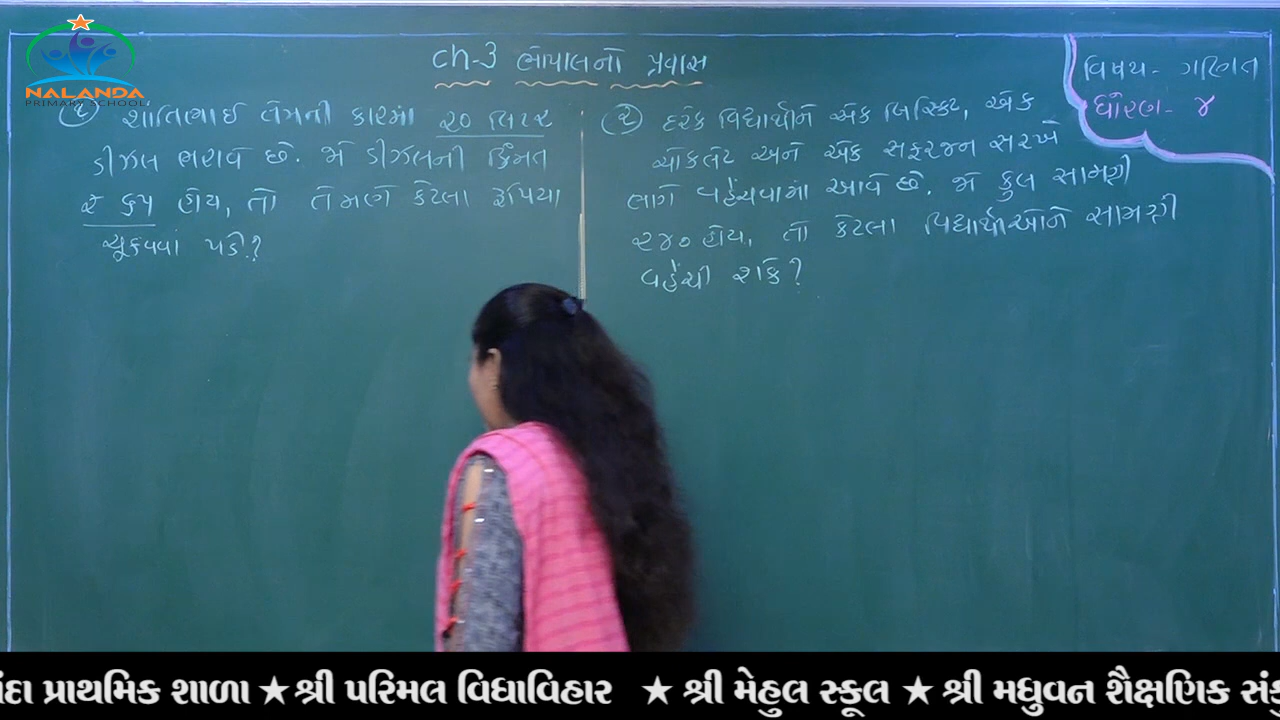 NALANDA
PRIMARY SCHOOL
ch-3 ભોપાલનો પ્રવાસ
વિષય - ગણિત
ધોરણ - ૪
(૧) શાંતિભાઈ તેમની કારમાં ૨૦ લિટર
ડીઝલ ભરાવે છે. જો ડીઝલની કિંમત
₹ ૬૫ હોય, તો તેમણે કેટલા રૂપિયા
ચૂકવવાં પડે?
(૨) દરેક વિદ્યાર્થીને એક બિસ્કિટ, એક
ચોકલેટ અને એક સફરજન સરખે
ભાગે વહેંચવામાં આવે છે. જો કુલ સામગ્રી
૨૪૦ હોય, તો કેટલા વિદ્યાર્થીઓને સામગ્રી
વહેંચી શકે?
ંદા પ્રાથમિક શાળા ★ શ્રી પરિમલ વિદ્યાવિહાર ★ શ્રી મેહુલ સ્કૂલ ★ શ્રી મધુવન શૈક્ષણિક સંકુ